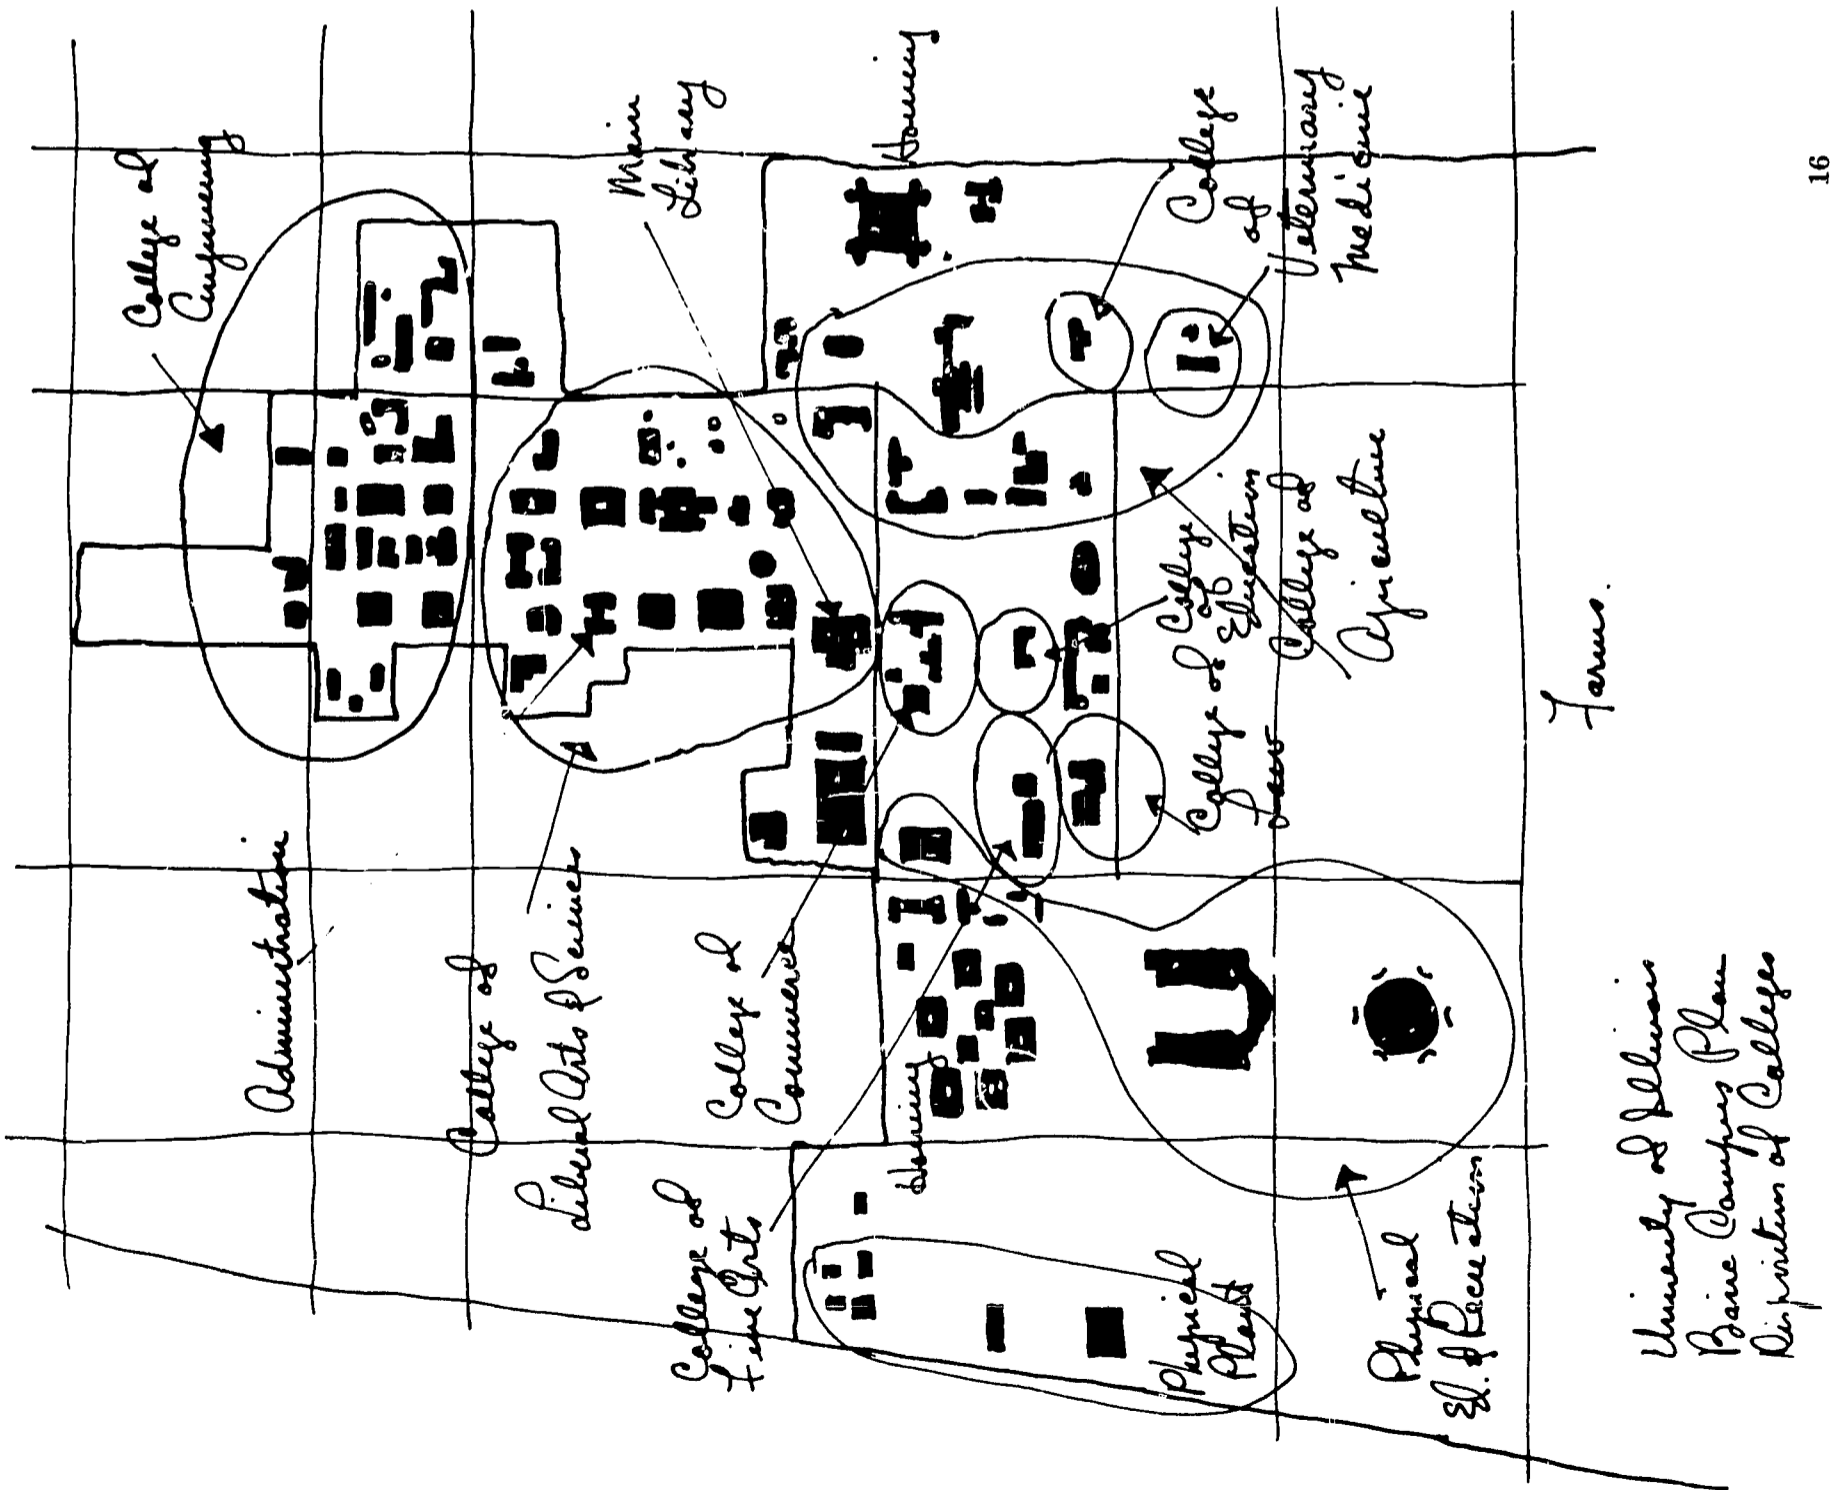 College of
Engineering
Main
Library
Housing
College
of
Veterinary
Medicine
Administration
College of
Liberal Arts & Sciences
College of
Commerce
College of
Education
College of
Agriculture
College of
Law
College of
Fine Arts
Housing
Physical
Plant
Physical
Ed. & Recreation
Farms.
University of Illinois
Basic Campus Plan
Disposition of Colleges
16